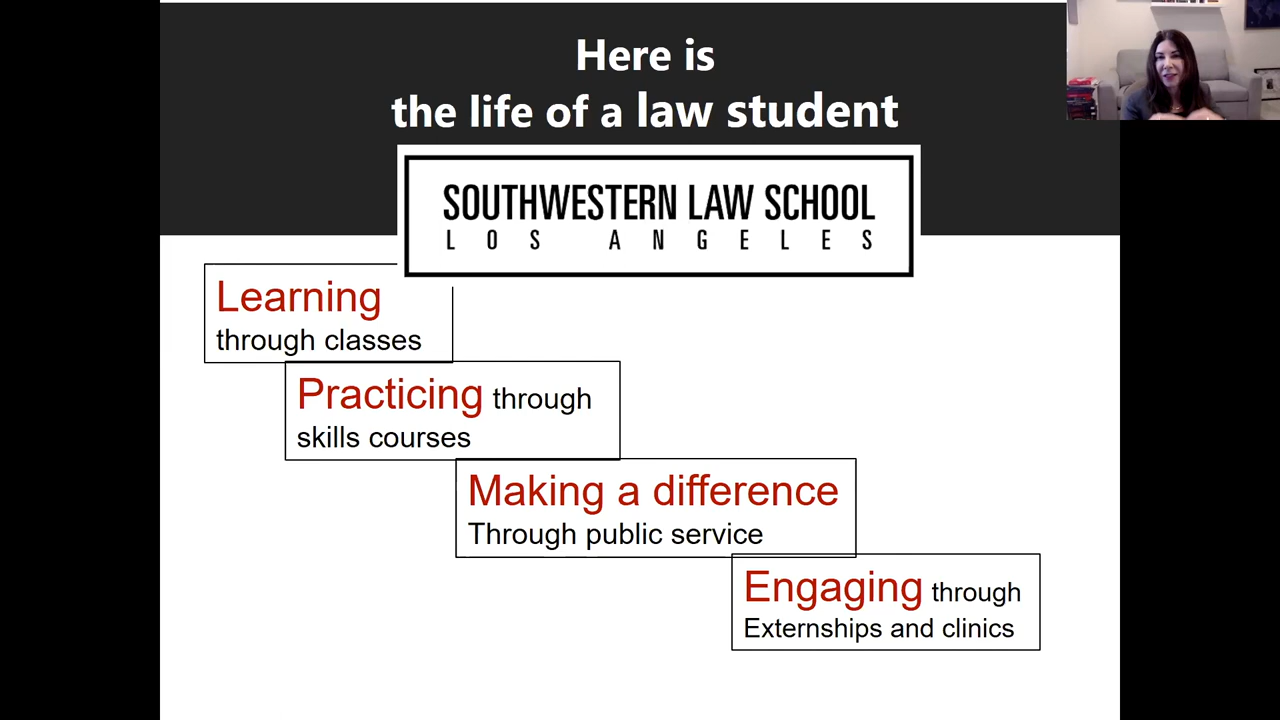 Here is
the life of a law student
SOUTHWESTERN LAW SCHOOL
LOS ANGELES
Learning
through classes
Practicing through
skills courses
Making a difference
Through public service
Engaging through
Externships and clinics